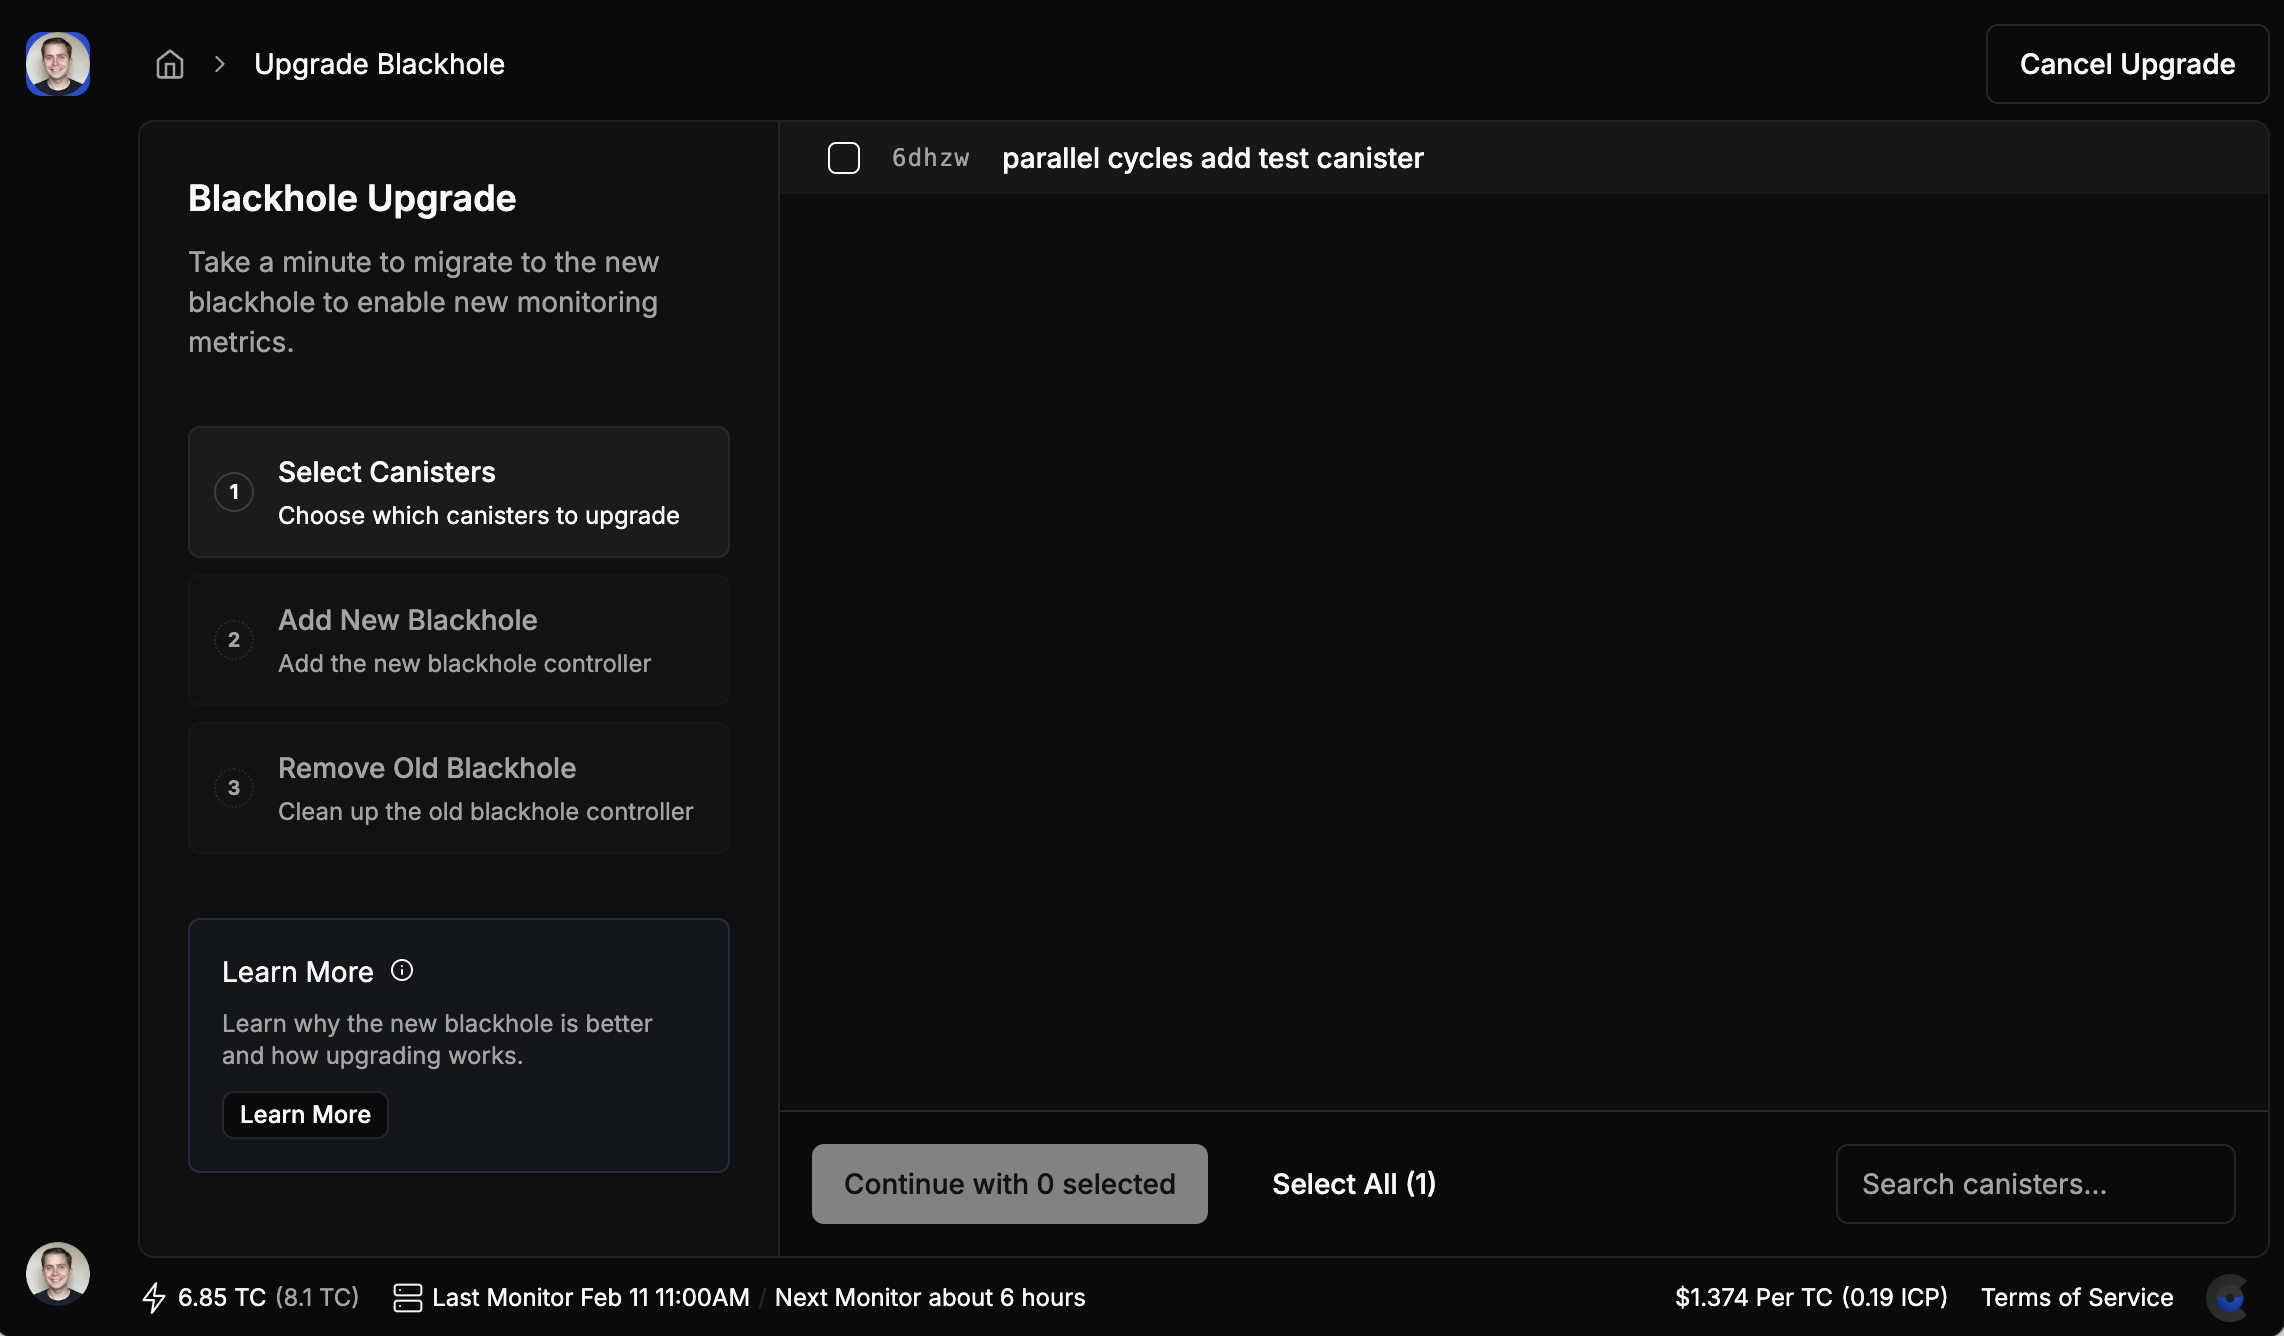 Upgrade Blackhole
Cancel Upgrade
Blackhole Upgrade
Take a minute to migrate to the new
blackhole to enable new monitoring
metrics.
1
Select Canisters
Choose which canisters to upgrade
2
Add New Blackhole
Add the new blackhole controller
3
Remove Old Blackhole
Clean up the old blackhole controller
Learn More
Learn why the new blackhole is better
and how upgrading works.
Learn More
6dhzw parallel cycles add test canister
Continue with 0 selected
Select All (1)
Search canisters...
6.85 TC (8.1 TC)
Last Monitor Feb 11 11:00AM / Next Monitor about 6 hours
$1.374 Per TC (0.19 ICP)
Terms of Service